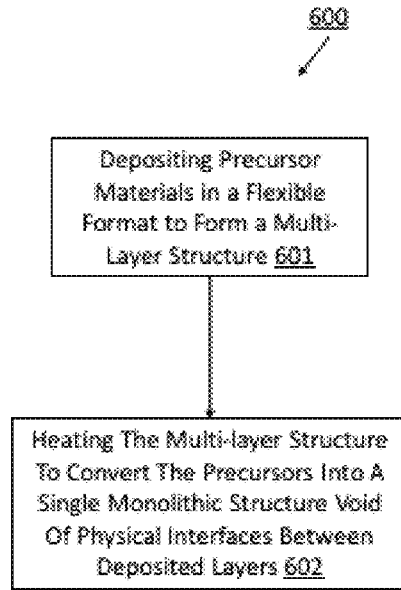 600
Depositing Precursor
Materials in a Flexible
Format to Form a Multi-
Layer Structure 601
Heating The Multi-layer Structure
To Convert The Precursors Into A
Single Monolithic Structure Void
Of Physical Interfaces Between
Deposited Layers 602